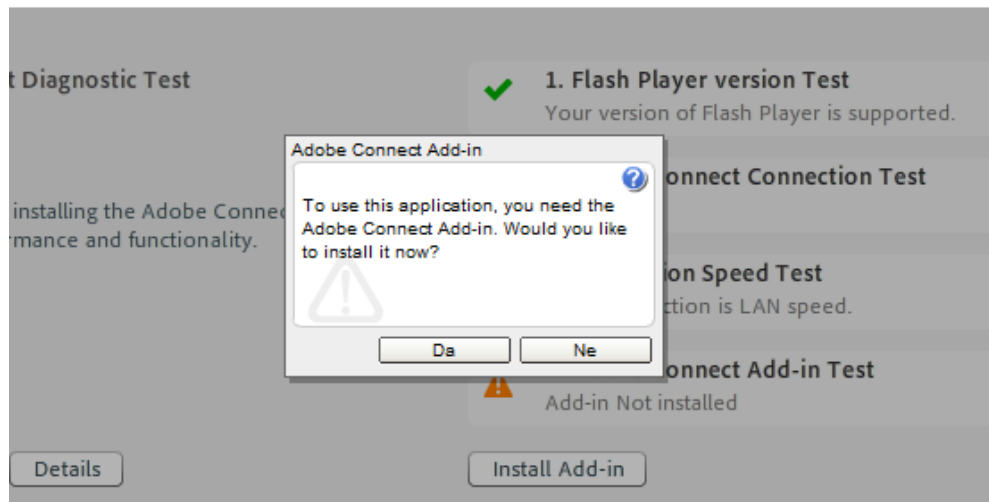 t Diagnostic Test
installing the Adobe Connec
mance and functionality.
Details
1. Flash Player version Test
Your version of Flash Player is supported.
onnect Connection Test
ion Speed Test
ction is LAN speed.
onnect Add-in Test
Add-in Not installed
Install Add-in
Adobe Connect Add-in
?
To use this application, you need the
Adobe Connect Add-in. Would you like
to install it now?
Da
Ne